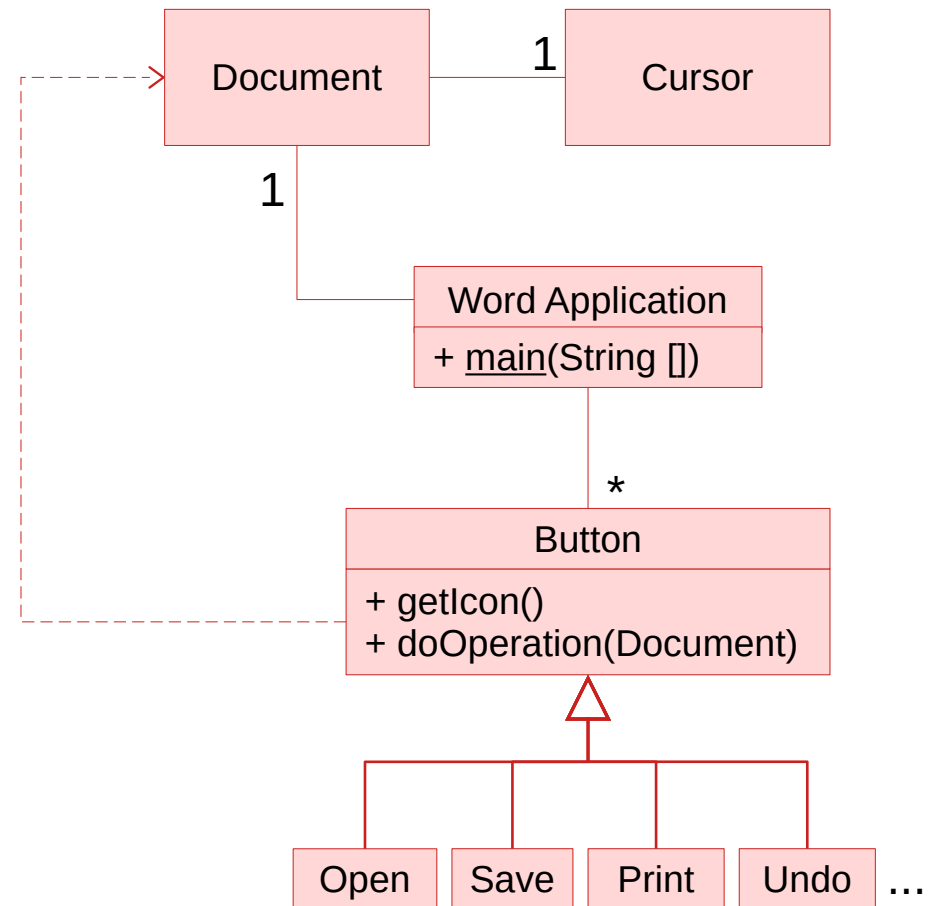 Document
1
Cursor
1
Word Application
+ main(String [])
*
Button
+ getIcon()
+ doOperation(Document)
Open
Save
Print
Undo
...